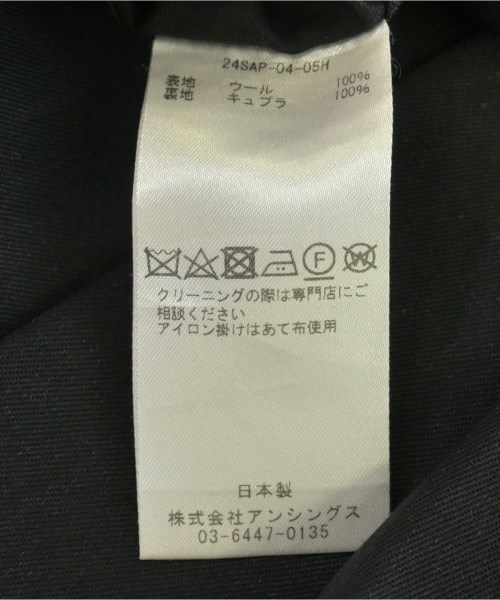 24SAP-04-05H
表地 ウール 100%
裏地 キュプラ 100%
F W
クリーニングの際は専門店にご
相談ください
アイロン掛けはあて布使用
日本製
株式会社アンシングス
03-6447-0135